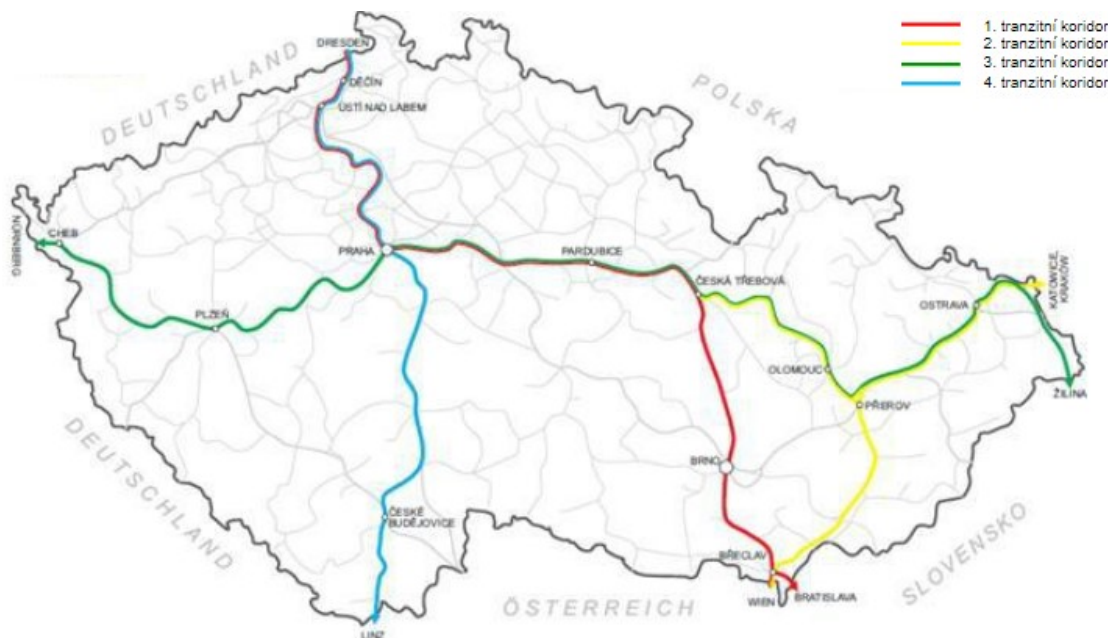 1. tranzitní koridor
2. tranzitní koridor
3. tranzitní koridor
4. tranzitní koridor
DRESDEN
DEUTSCHLAND
DĚČÍN
ÚSTÍ NAD LABEM
POLSKA
NÜRNBERG
CHEB
PRAHA
PARDUBICE
ČESKÁ TŘEBOVÁ
KATOWICE,
KRAKÓW
OSTRAVA
PLZEŇ
OLOMOUC
PŘEROV
ŽILINA
DEUTSCHLAND
BRNO
ČESKÉ
BUDĚJOVICE
SLOVENSKO
BŘECLAV
WIEN
BRATISLAVA
ÖSTERREICH
LINZ